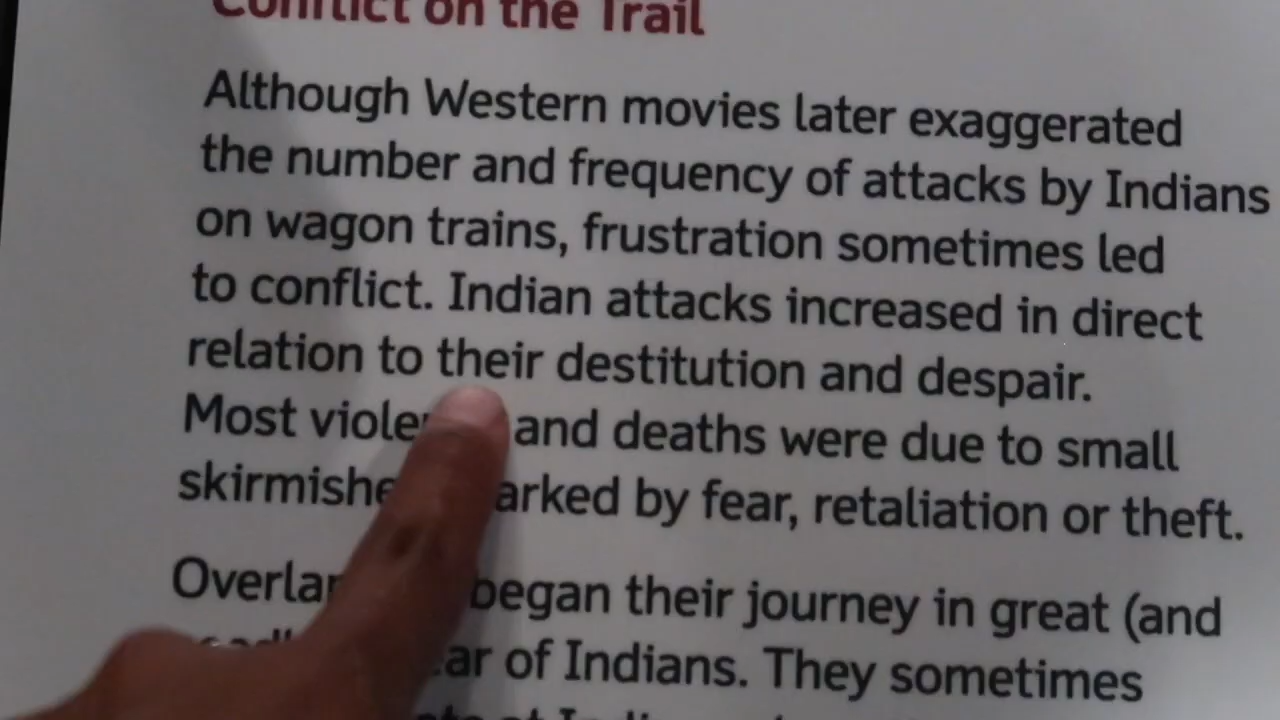 Conflict on the Trail
Although Western movies later exaggerated
the number and frequency of attacks by Indians
on wagon trains, frustration sometimes led
to conflict. Indian attacks increased in direct
relation to their destitution and despair.
Most and deaths were due to small
by fear, retaliation or theft.
began their journey in great (and
of Indians. They sometimes